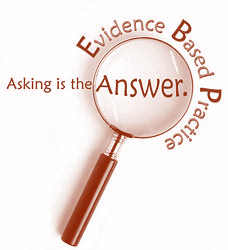 Evidence Based Practice
Asking is the Answer.